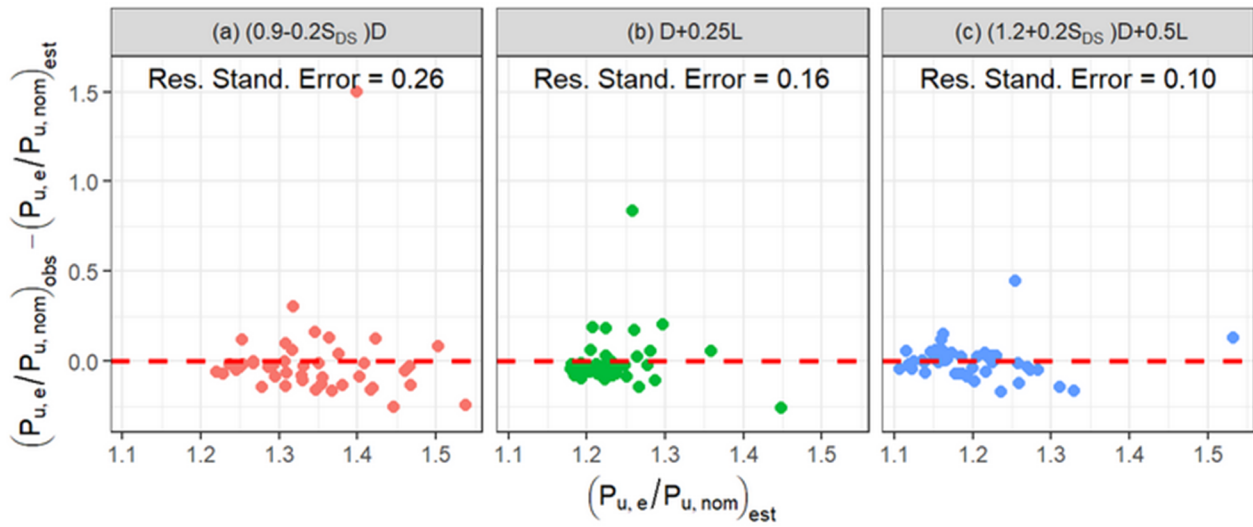 (a) (0.9-0.2S_DS )D
(b) D+0.25L
(c) (1.2+0.2S_DS )D+0.5L
Res. Stand. Error = 0.26
Res. Stand. Error = 0.16
Res. Stand. Error = 0.10
(P_u, e/P_u, nom)_obs − (P_u, e/P_u, nom)_est
1.5
1.0
0.5
0.0
1.1 1.2 1.3 1.4 1.5
1.1 1.2 1.3 1.4 1.5
1.1 1.2 1.3 1.4 1.5
(P_u, e/P_u, nom)_est